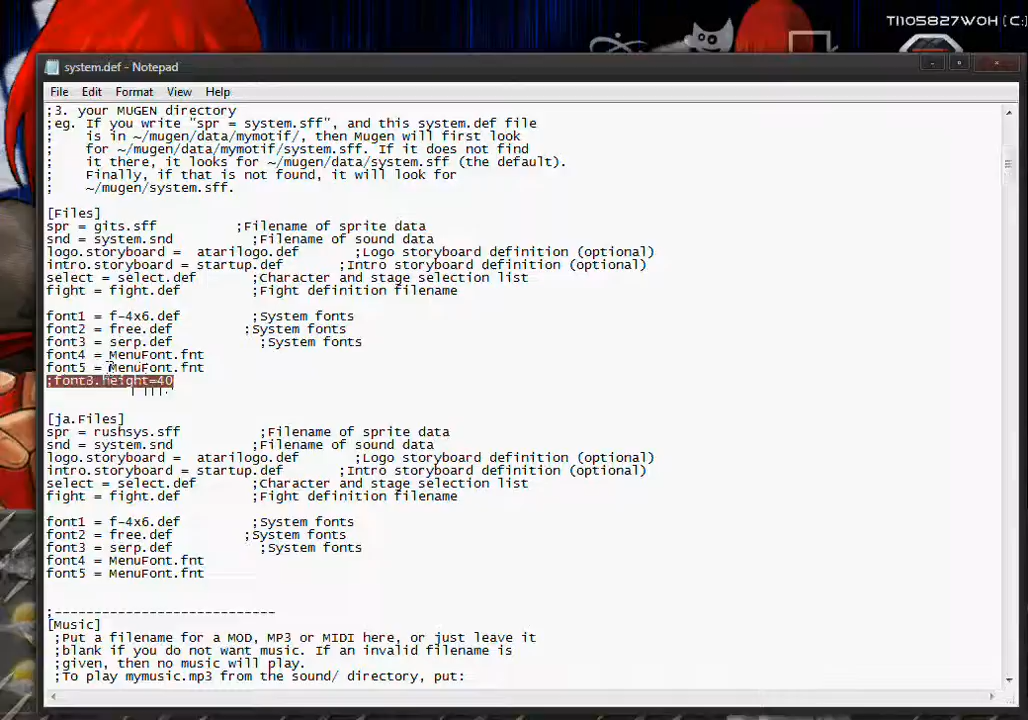 TI105827WOH (C:)
system.def - Notepad
File Edit Format View Help
;3. your MUGEN directory
;eg. If you write "spr = system.sff", and this system.def file
;    is in ~/mugen/data/mymotif/, then Mugen will first look
;    for ~/mugen/data/mymotif/system.sff. If it does not find
;    it there, it looks for ~/mugen/data/system.sff (the default).
;    Finally, if that is not found, it will look for
;    ~/mugen/system.sff.
[Files]
spr = gits.sff ;Filename of sprite data
snd = system.snd ;Filename of sound data
logo.storyboard = atarilogo.def ;Logo storyboard definition (optional)
intro.storyboard = startup.def ;Intro storyboard definition (optional)
select = select.def ;Character and stage selection list
fight = fight.def ;Fight definition filename
font1 = f-4x6.def ;System fonts
font2 = free.def ;System fonts
font3 = serp.def ;System fonts
font4 = MenuFont.fnt
font5 = MenuFont.fnt
;font3.height=40
[ja.Files]
spr = rushsys.sff ;Filename of sprite data
snd = system.snd ;Filename of sound data
logo.storyboard = atarilogo.def ;Logo storyboard definition (optional)
intro.storyboard = startup.def ;Intro storyboard definition (optional)
select = select.def ;Character and stage selection list
fight = fight.def ;Fight definition filename
font1 = f-4x6.def ;System fonts
font2 = free.def ;System fonts
font3 = serp.def ;System fonts
font4 = MenuFont.fnt
font5 = MenuFont.fnt
;----------------------------
[Music]
;Put a filename for a MOD, MP3 or MIDI here, or just leave it
;blank if you do not want music. If an invalid filename is
;given, then no music will play.
;To play mymusic.mp3 from the sound/ directory, put: